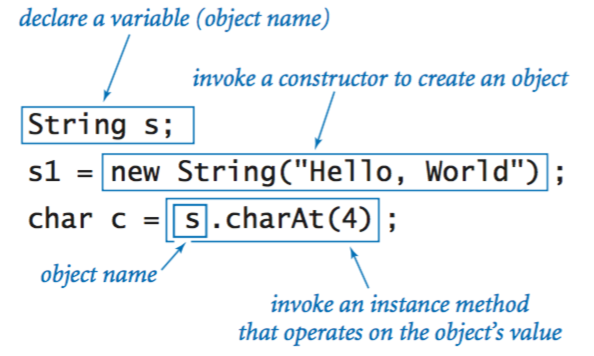 declare a variable (object name)
invoke a constructor to create an object
String s;
s1 = new String("Hello, World") ;
char c = s.charAt(4) ;
object name
invoke an instance method
that operates on the object's value